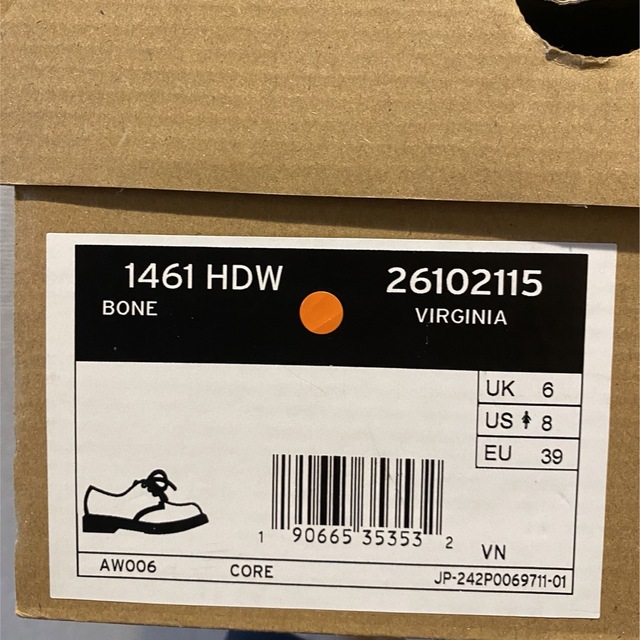 1461 HDW 26102115
BONE VIRGINIA
UK 6
US 8
EU 39
1 90665 35353 2
VN
AW006 CORE JP-242P0069711-01